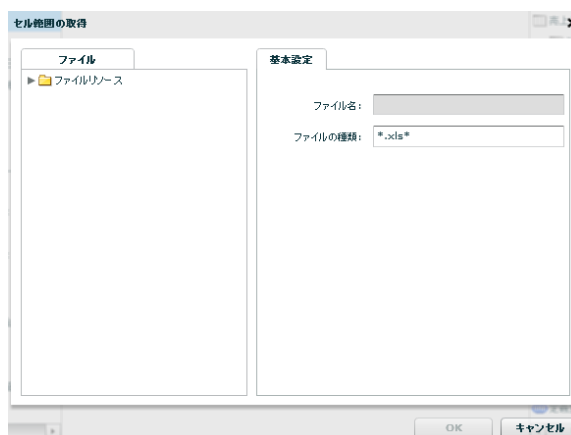 セル範囲の取得
ファイル
基本設定
ファイルリソース
ファイル名:
ファイルの種類:
*.xls*
OK
キャンセル